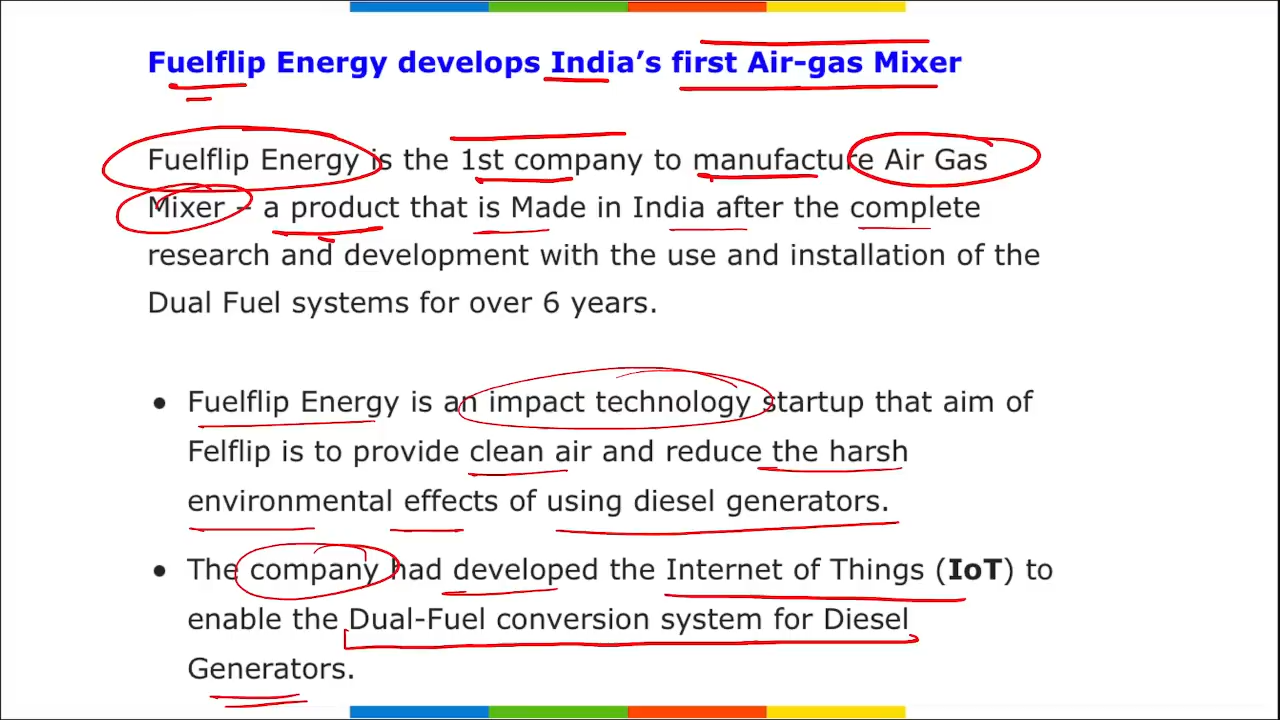 Fuelflip Energy develops India’s first Air-gas Mixer
Fuelflip Energy is the 1st company to manufacture Air Gas
Mixer – a product that is Made in India after the complete
research and development with the use and installation of the
Dual Fuel systems for over 6 years.
● Fuelflip Energy is an impact technology startup that aim of
Felflip is to provide clean air and reduce the harsh
environmental effects of using diesel generators.
● The company had developed the Internet of Things (IoT) to
enable the Dual-Fuel conversion system for Diesel
Generators.